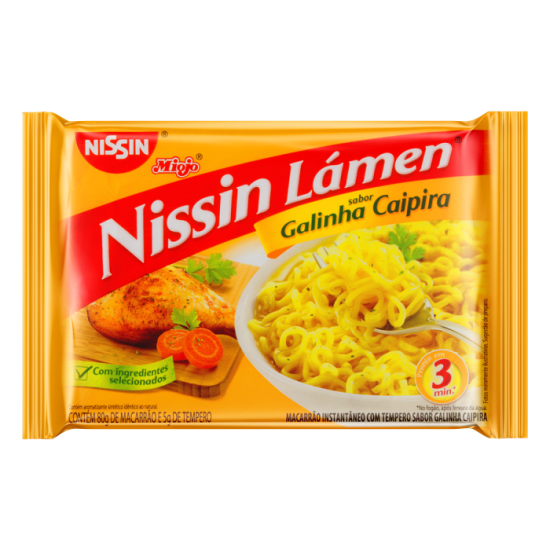 NISSIN®
Miojo®
Nissin Lámen®
sabor
Galinha Caipira
Com ingredientes
selecionados
3
min.*
*No fogão, após fervura da água.
Contém aromatizante sintético idêntico ao natural.
CONTÉM 80g DE MACARRÃO E 5g DE TEMPERO
MACARRÃO INSTANTÂNEO COM TEMPERO SABOR GALINHA CAIPIRA